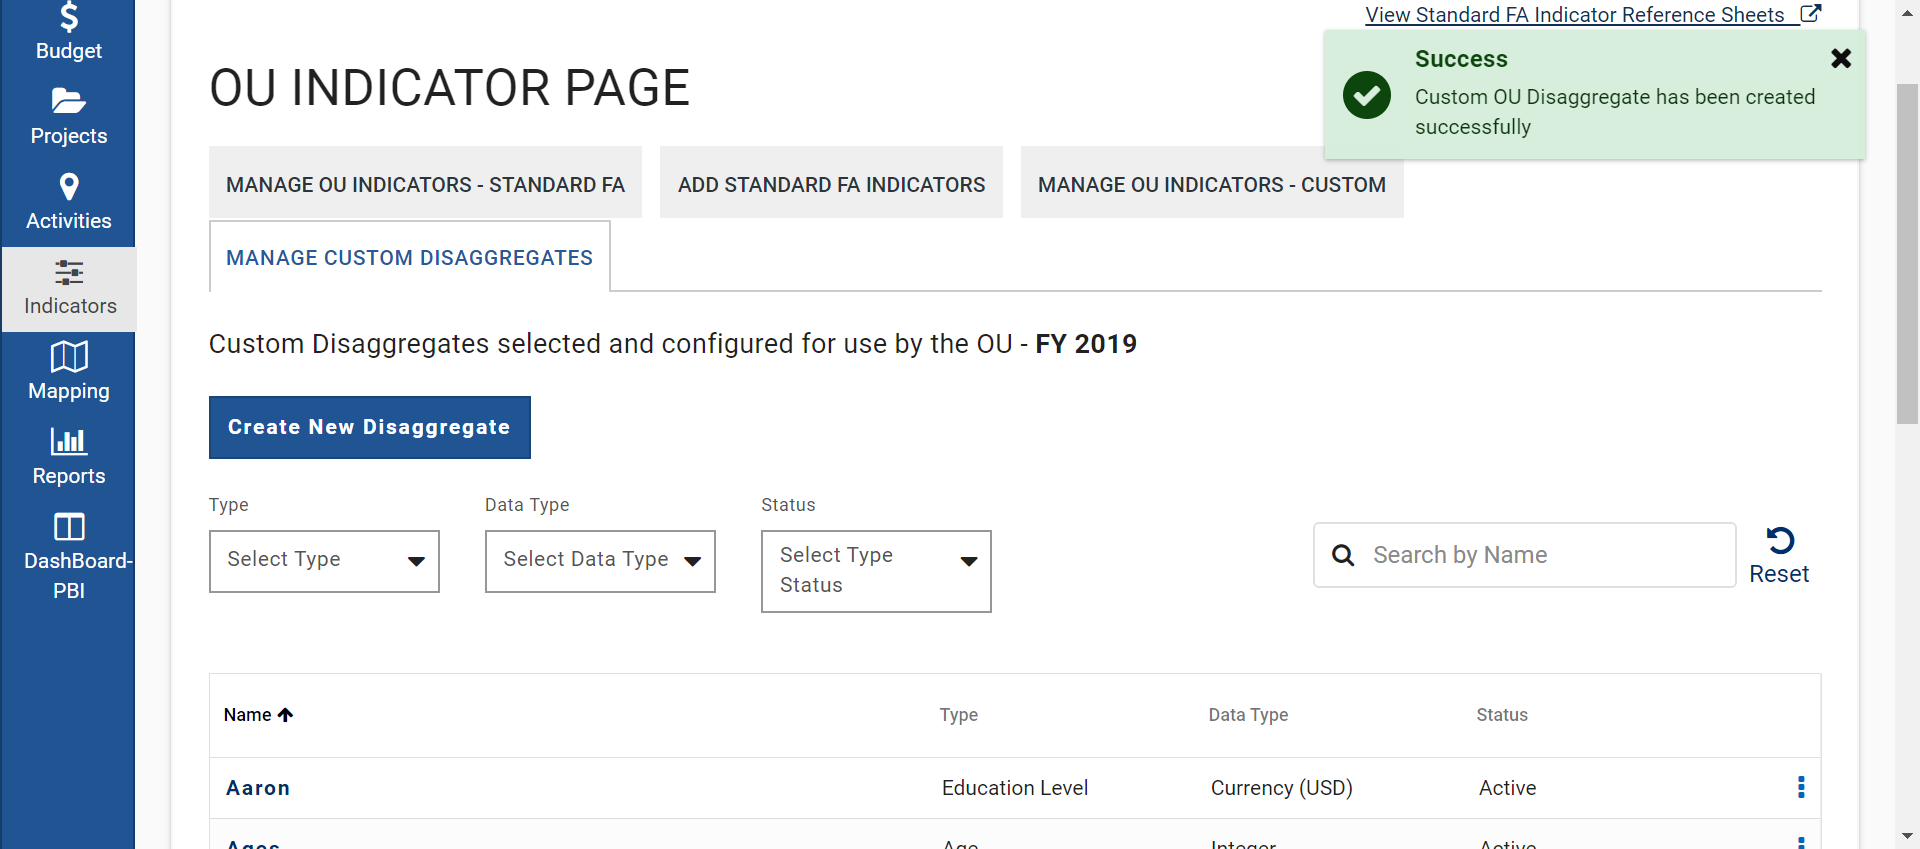 Budget
Projects
Activities
Indicators
Mapping
Reports
DashBoard-
PBI
View Standard FA Indicator Reference Sheets
Success
Custom OU Disaggregate has been created
successfully
OU INDICATOR PAGE
MANAGE OU INDICATORS - STANDARD FA
ADD STANDARD FA INDICATORS
MANAGE OU INDICATORS - CUSTOM
MANAGE CUSTOM DISAGGREGATES
Custom Disaggregates selected and configured for use by the OU - FY 2019
Create New Disaggregate
Type
Data Type
Status
Select Type
Select Data Type
Select Type
Status
Search by Name
Reset
Name
Type
Data Type
Status
Aaron
Education Level
Currency (USD)
Active
Ages
Age
Integer
Active